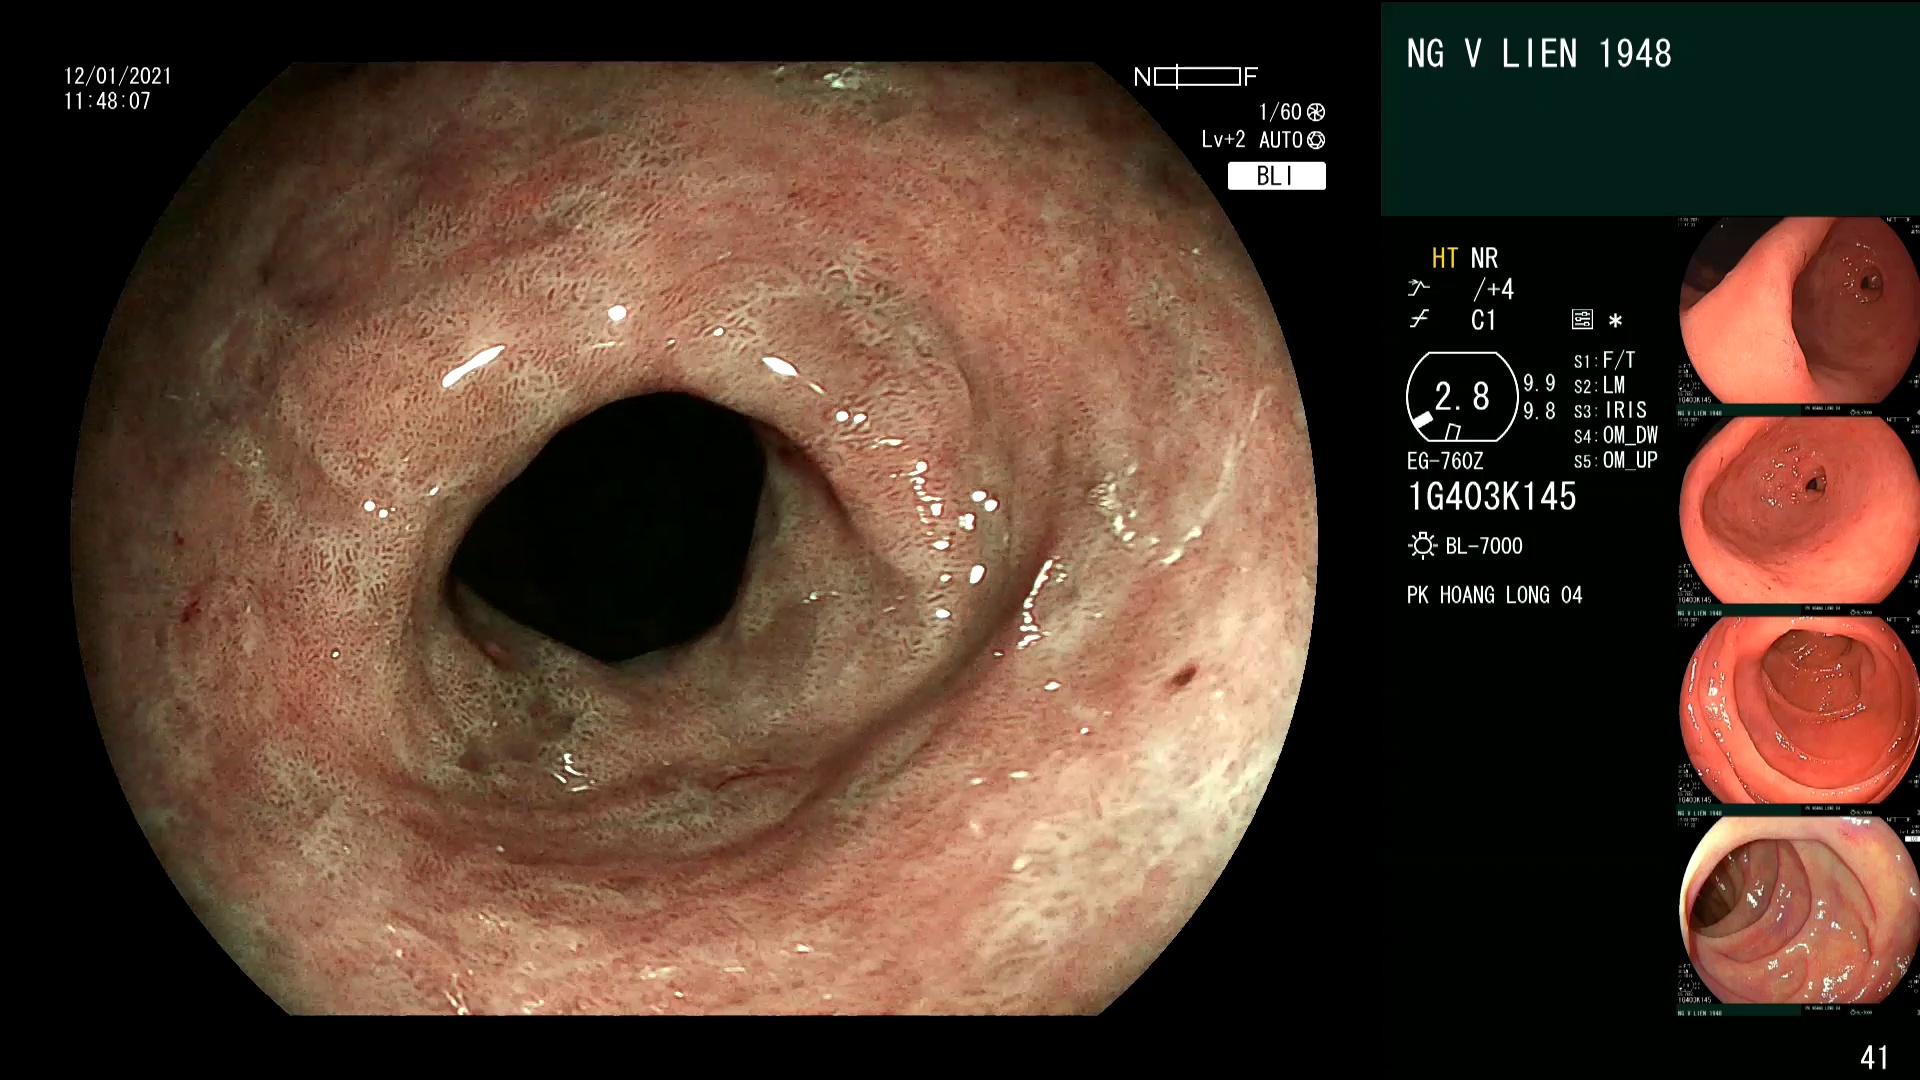 12/01/2021
11:48:07
N F
1/60
Lv+2 AUTO
BLI
NG V LIEN 1948
HT NR
/+4
C1 *
2.8
9.9
9.8
S1:F/T
S2:LM
S3:IRIS
S4:OM_DW
S5:OM_UP
EG-760Z
1G403K145
BL-7000
PK HOANG LONG 04
41